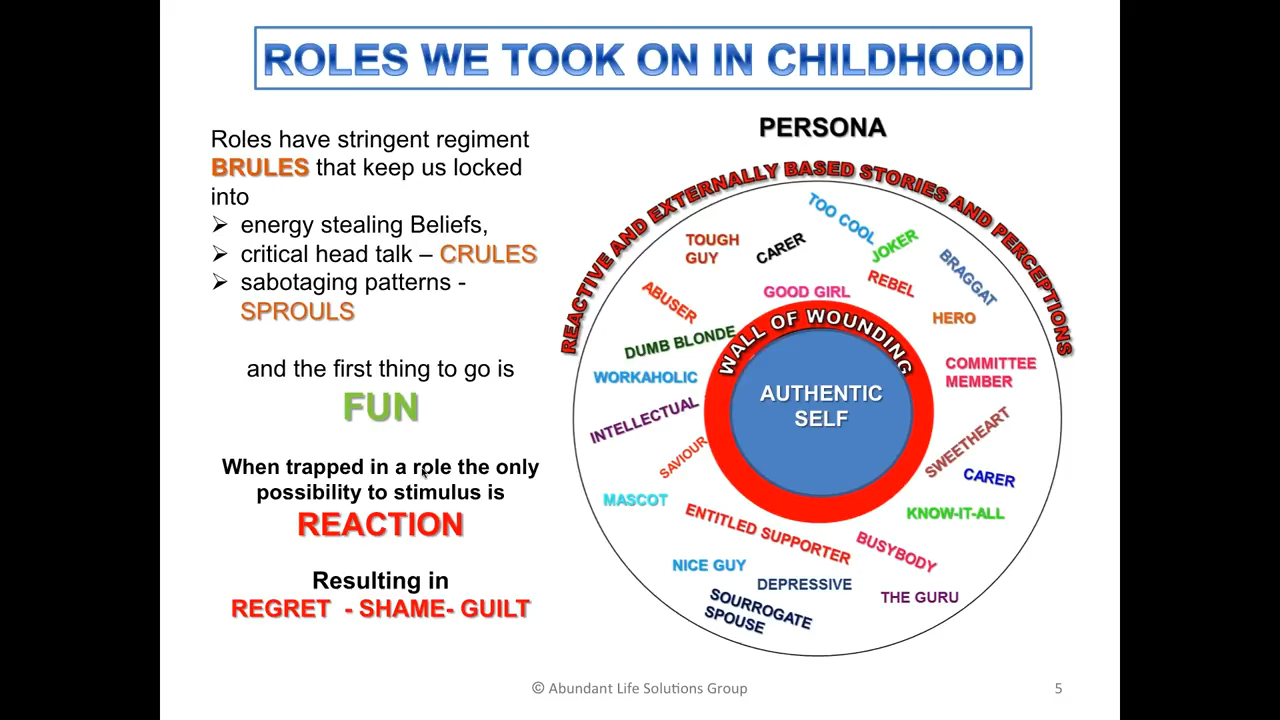 ROLES WE TOOK ON IN CHILDHOOD
Roles have stringent regiment
BRULES that keep us locked
into
➢ energy stealing Beliefs,
➢ critical head talk – CRULES
➢ sabotaging patterns -
SPROULS
and the first thing to go is
FUN
When trapped in a role the only
possibility to stimulus is
REACTION
Resulting in
REGRET - SHAME- GUILT
PERSONA
REACTIVE AND EXTERNALLY BASED STORIES AND PERCEPTIONS
TOO COOL
TOUGH
GUY
CARER
JOKER
BRAGGAT
ABUSER
GOOD GIRL
REBEL
HERO
WALL OF WOUNDING
DUMB BLONDE
COMMITTEE
MEMBER
WORKAHOLIC
AUTHENTIC
SELF
INTELLECTUAL
SAVIOUR
SWEETHEART
CARER
MASCOT
KNOW-IT-ALL
ENTITLED SUPPORTER
BUSYBODY
NICE GUY
DEPRESSIVE
THE GURU
SOURROGATE
SPOUSE
© Abundant Life Solutions Group
5